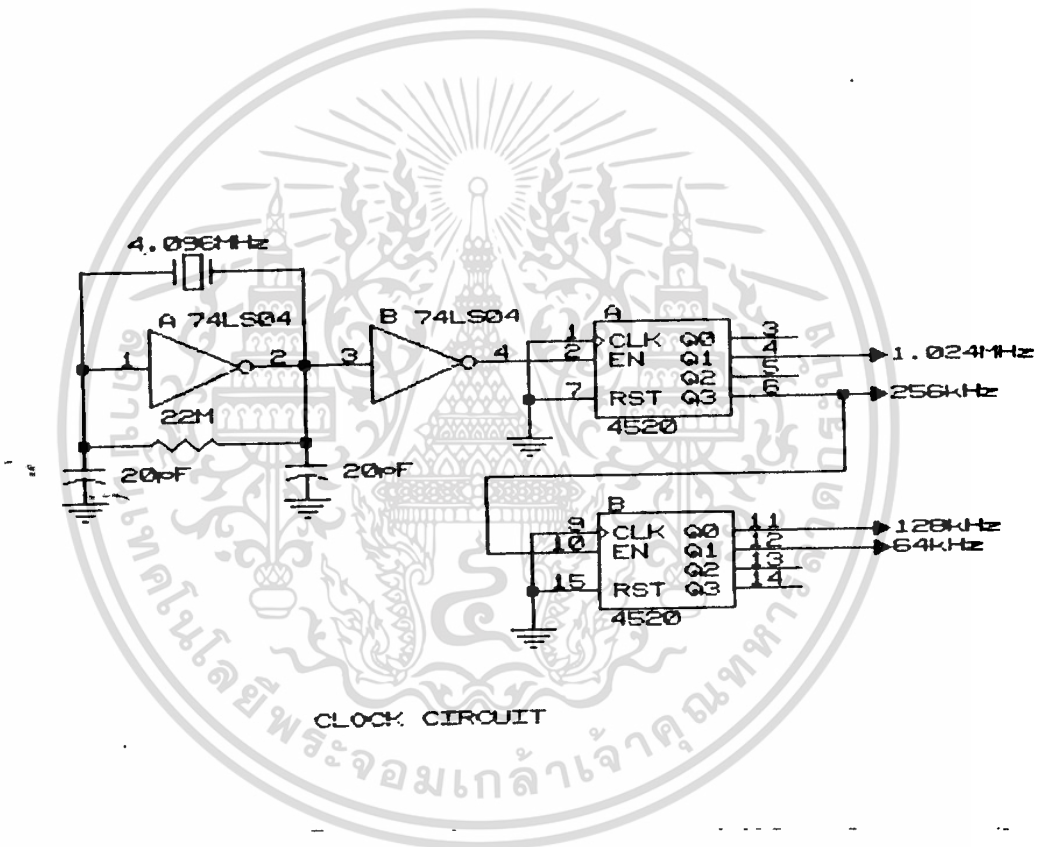 4.096MHz
A 74LS04
1
2
22M
20pF
20pF
B 74LS04
3
4
A
1 CLK Q0 3
2 EN Q1 4
Q2 5
7 RST Q3 6
4520
1.024MHz
256kHz
B
9 CLK Q0 11
10 EN Q1 12
Q2 13
15 RST Q3 14
4520
128kHz
64kHz
CLOCK CIRCUIT